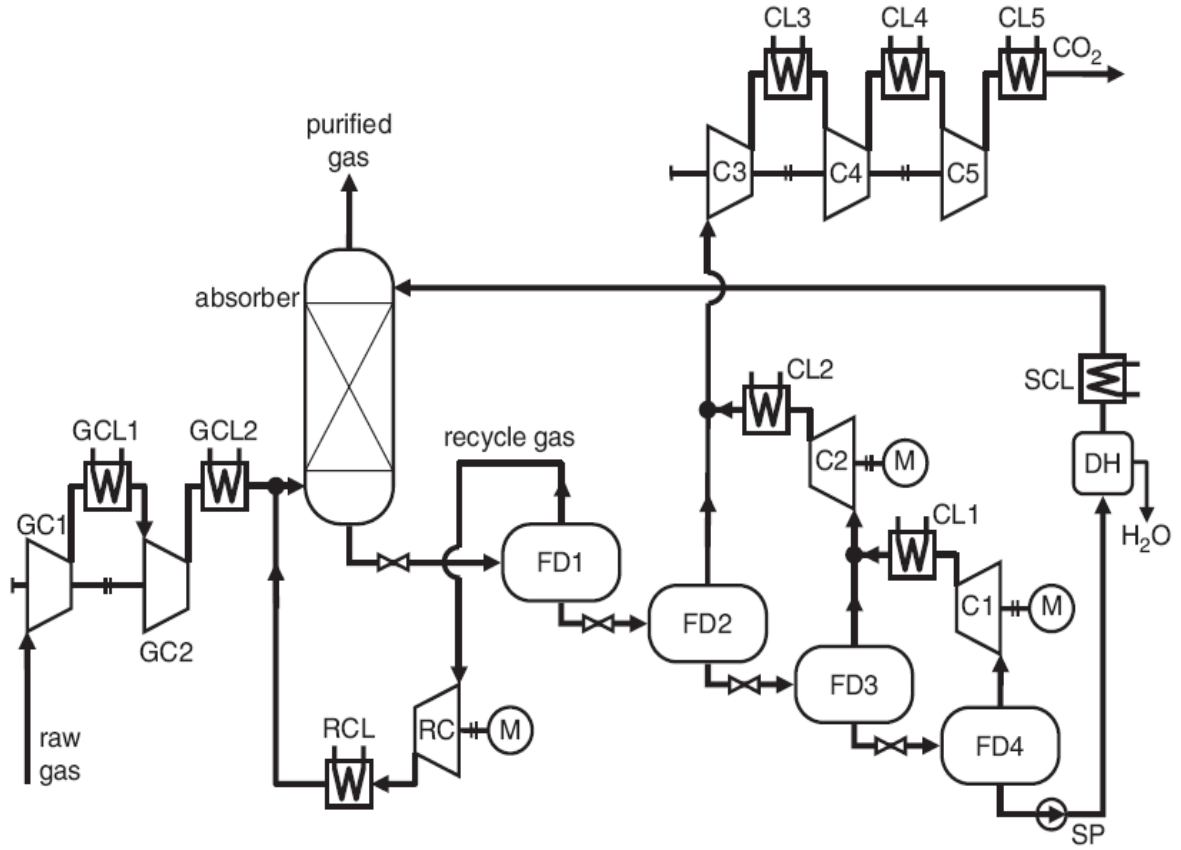 CL3
CL4
CL5
CO2
C3
C4
C5
purified
gas
absorber
SCL
DH
H2O
CL2
C2
M
CL1
C1
M
recycle gas
GCL1
GCL2
GC1
GC2
FD1
FD2
FD3
FD4
SP
RC
M
RCL
raw
gas